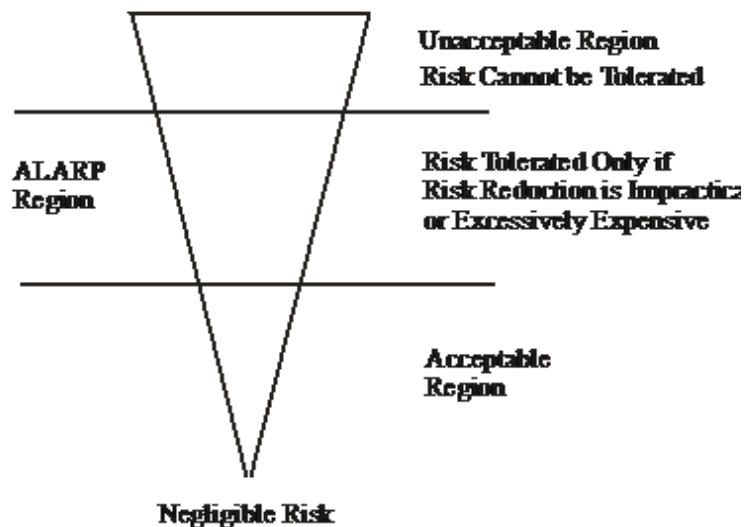 Unacceptable Region
Risk Cannot be Tolerated
ALARP
Region
Risk Tolerated Only if
Risk Reduction is Impractica
or Excessively Expensive
Acceptable
Region
Negligible Risk